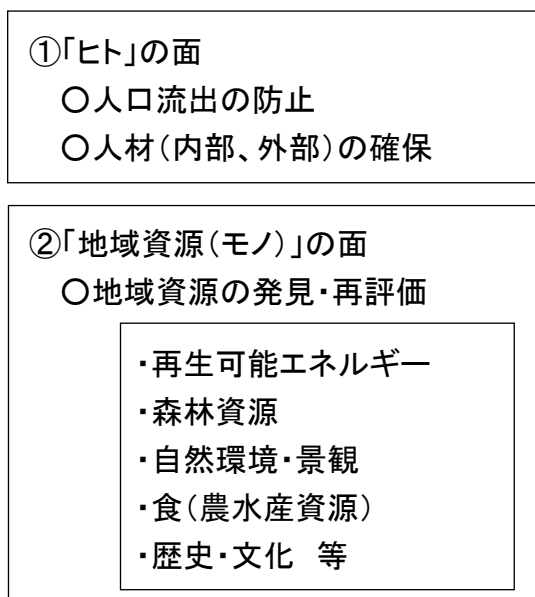 ①「ヒト」の面
○人口流出の防止
○人材（内部、外部）の確保
②「地域資源（モノ）」の面
○地域資源の発見・再評価
・再生可能エネルギー
・森林資源
・自然環境・景観
・食（農水産資源）
・歴史・文化　等